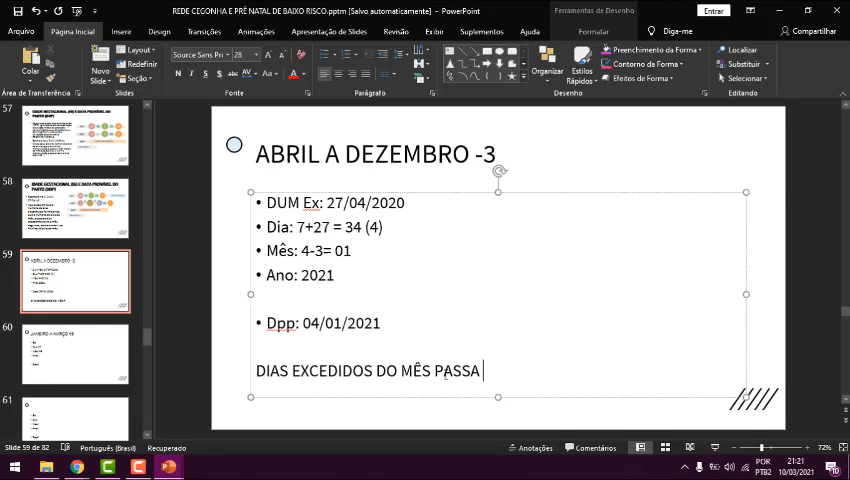 REDE CEGONHA E PRÉ NATAL DE BAIXO RISCO.pptm [Salvo automaticamente] - PowerPoint
Ferramentas de Desenho
Entrar
Arquivo
Página Inicial
Inserir
Design
Transições
Animações
Apresentação de Slides
Revisão
Exibir
Suplementos
Ajuda
Formatar
Diga-me
Compartilhar
Colar
Novo Slide
Layout
Redefinir
Seção
Source Sans Pro
28
N I S
Organizar
Estilos Rápidos
Preenchimento da Forma
Contorno da Forma
Efeitos de Forma
Localizar
Substituir
Selecionar
Área de Transferência
Slides
Fonte
Parágrafo
Desenho
Editando
57
58
59
60
61
ABRIL A DEZEMBRO -3
JANEIRO A MARÇO +9
ABRIL A DEZEMBRO -3
• DUM Ex: 27/04/2020
• Dia: 7+27 = 34 (4)
• Mês: 4-3= 01
• Ano: 2021
• Dpp: 04/01/2021
DIAS EXCEDIDOS DO MÊS PASSA
Slide 59 de 82
Português (Brasil)
Recuperado
Anotações
Comentários
72%
POR
PTB2
21:21
10/03/2021